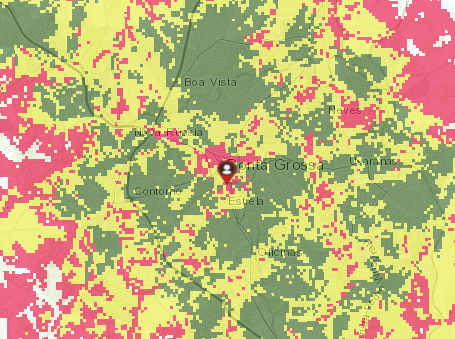 Boa Vista
Neves
Nova Rússia
Ponta Grossa
Uvaranas
Contorno
Estrela
Oficinas